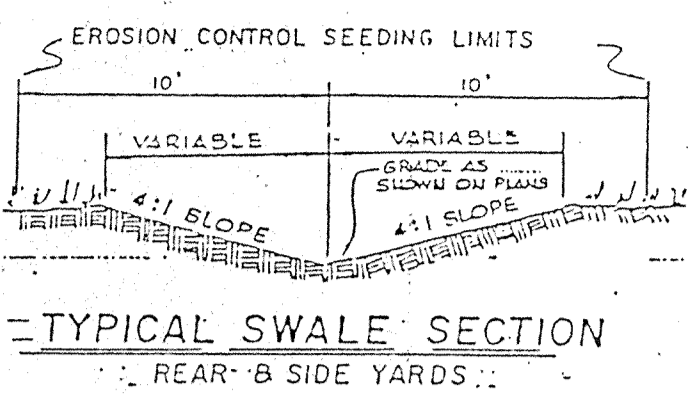 EROSION CONTROL SEEDING LIMITS
10' 10'
VARIABLE VARIABLE
GRADE AS
SHOWN ON PLANS
4:1 SLOPE 4:1 SLOPE
TYPICAL SWALE SECTION
REAR & SIDE YARDS